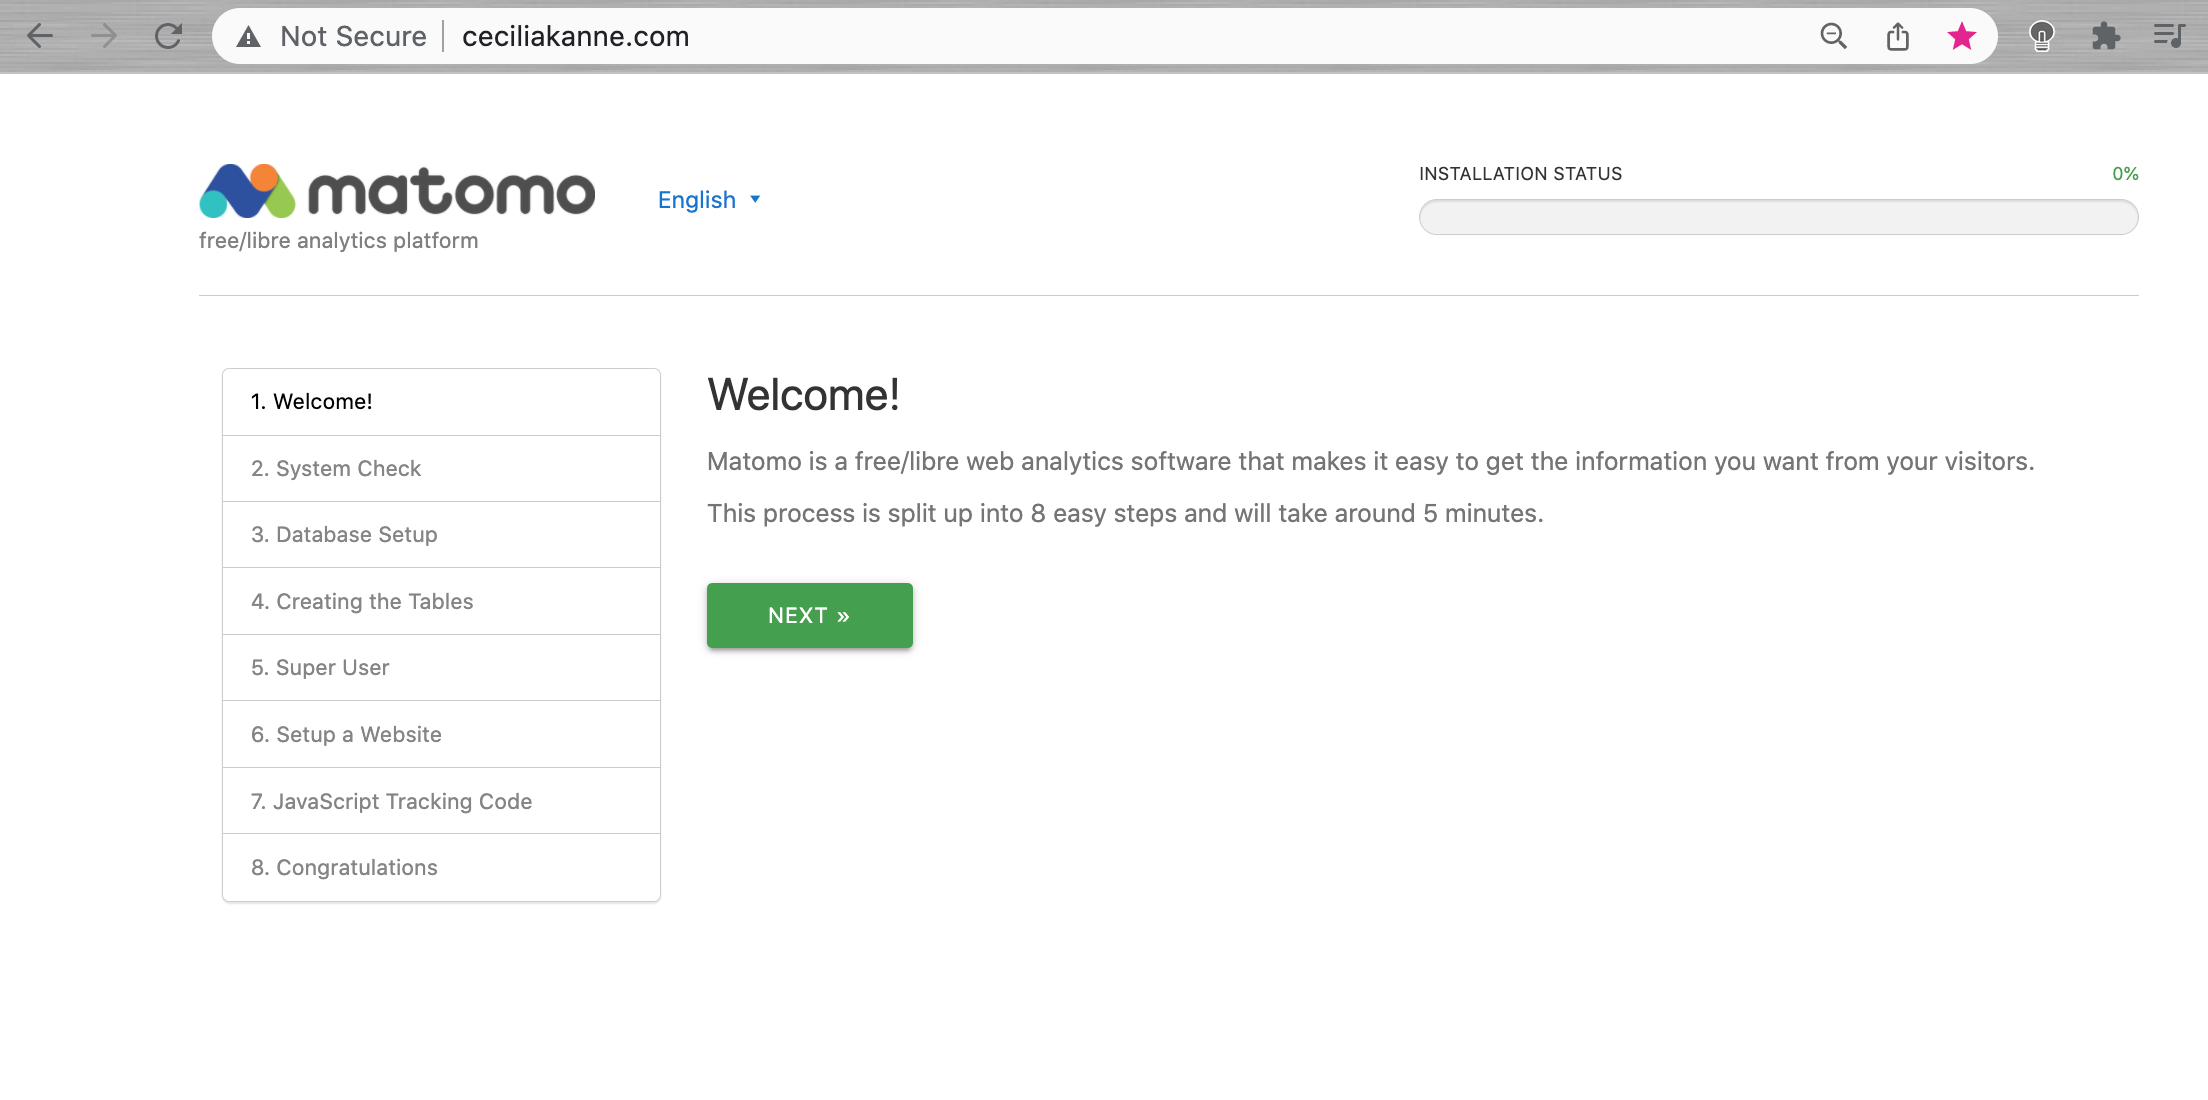 Not Secure ceciliakanne.com
matomo
free/libre analytics platform
English
INSTALLATION STATUS 0%
1. Welcome!
2. System Check
3. Database Setup
4. Creating the Tables
5. Super User
6. Setup a Website
7. JavaScript Tracking Code
8. Congratulations
Welcome!
Matomo is a free/libre web analytics software that makes it easy to get the information you want from your visitors.
This process is split up into 8 easy steps and will take around 5 minutes.
NEXT »